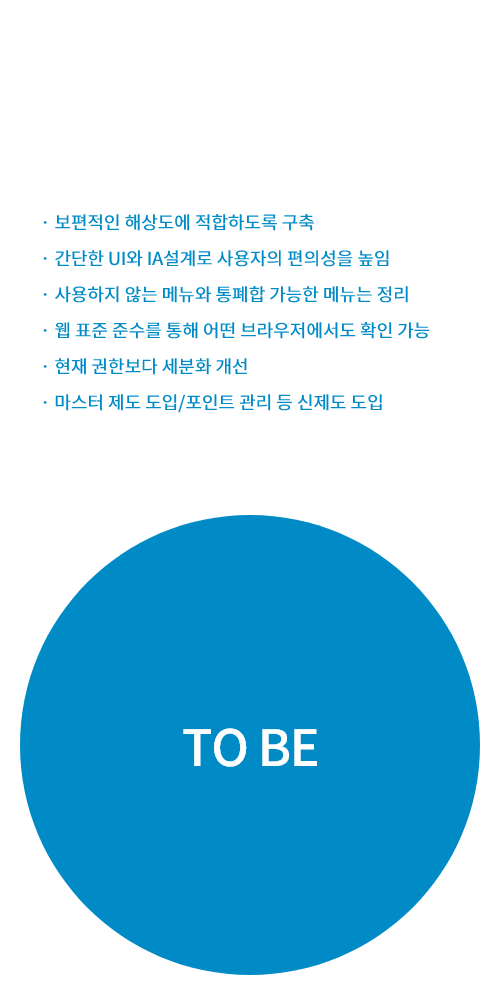 · 보편적인 해상도에 적합하도록 구축
· 간단한 UI와 IA설계로 사용자의 편의성을 높임
· 사용하지 않는 메뉴와 통폐합 가능한 메뉴는 정리
· 웹 표준 준수를 통해 어떤 브라우저에서도 확인 가능
· 현재 권한보다 세분화 개선
· 마스터 제도 도입/포인트 관리 등 신제도 도입
TO BE